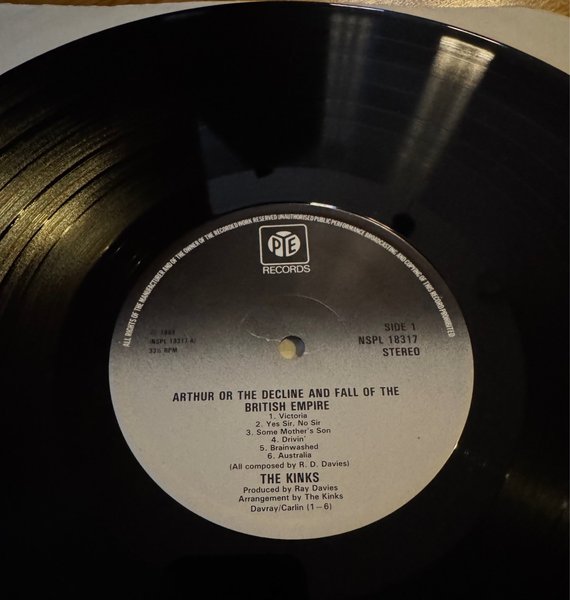 ALL RIGHTS OF THE MANUFACTURER AND OF THE OWNER OF THE RECORDED WORK RESERVED UNAUTHORISED PUBLIC PERFORMANCE BROADCASTING AND COPYING OF THIS RECORD PROHIBITED
PYE
RECORDS
SIDE 1
NSPL 18317
STEREO
(NSPL 18317 A)
33⅓ RPM
ARTHUR OR THE DECLINE AND FALL OF THE
BRITISH EMPIRE
1. Victoria
2. Yes Sir, No Sir
3. Some Mother's Son
4. Drivin'
5. Brainwashed
6. Australia
(All composed by R. D. Davies)
THE KINKS
Produced by Ray Davies
Arrangement by The Kinks
Davray/Carlin (1–6)